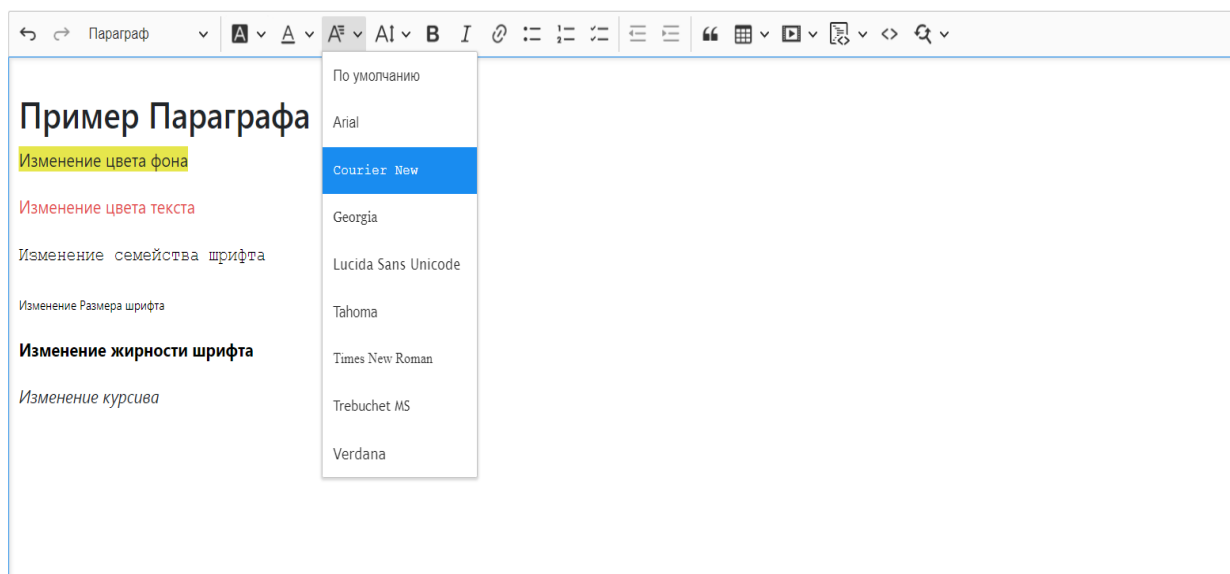 Параграф
По умолчанию
Arial
Courier New
Georgia
Lucida Sans Unicode
Tahoma
Times New Roman
Trebuchet MS
Verdana
Пример Параграфа
Изменение цвета фона
Изменение цвета текста
Изменение семейства шрифта
Изменение Размера шрифта
Изменение жирности шрифта
Изменение курсива